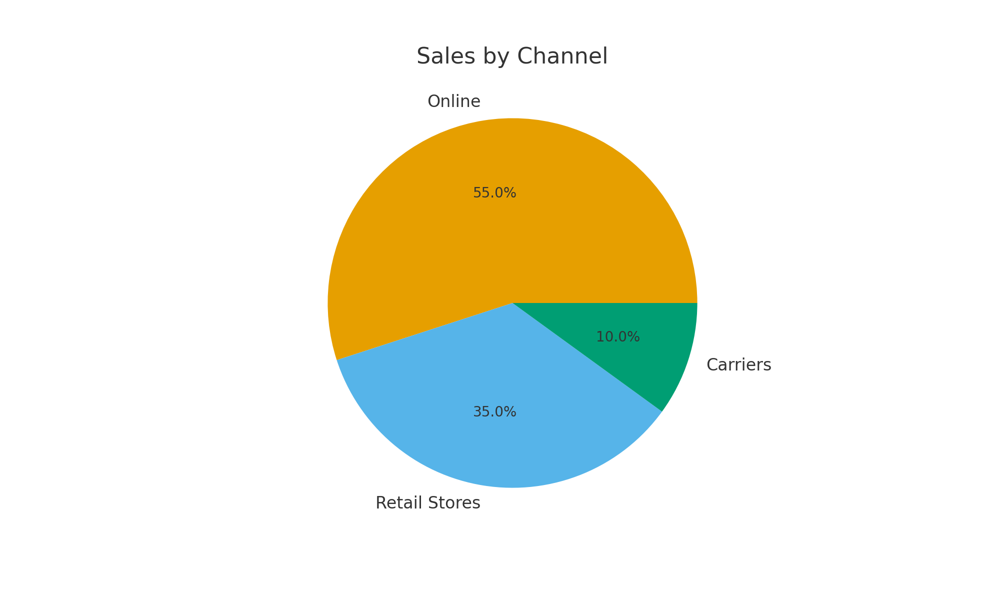 Sales by Channel
Online
55.0%
10.0%
Carriers
35.0%
Retail Stores